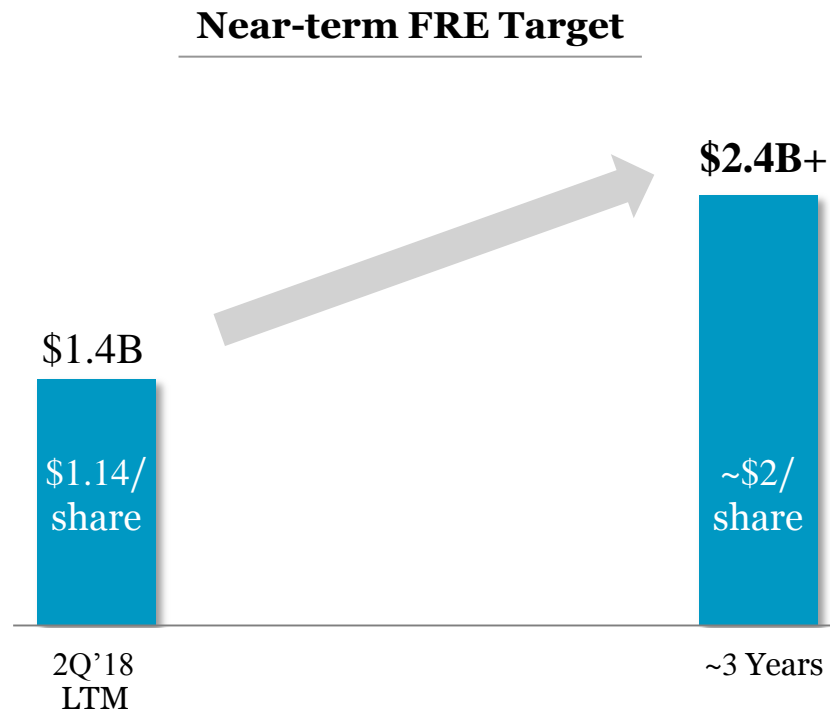 Near-term FRE Target
$2.4B+
$1.4B
$1.14/
share
~$2/
share
2Q’18
LTM
~3 Years